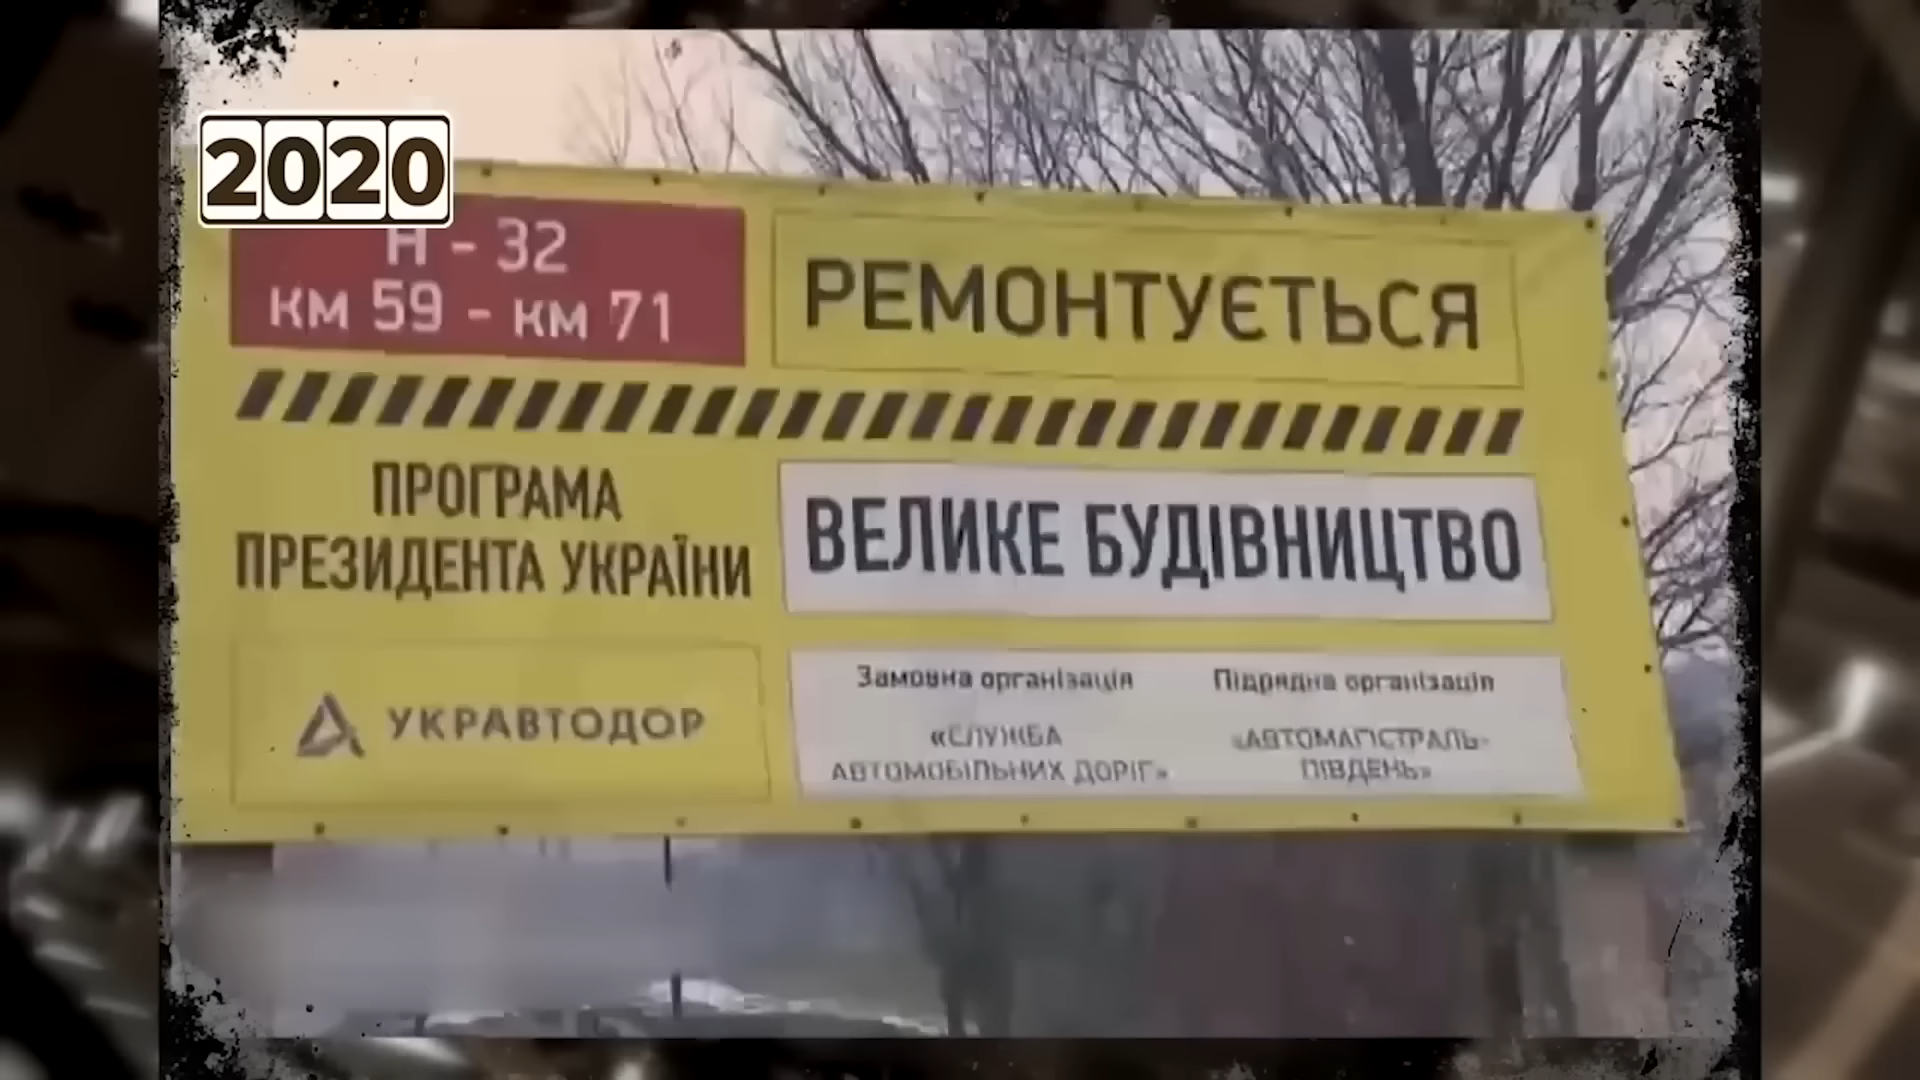 2020
Н - 32
км 59 - км 71
РЕМОНТУЄТЬСЯ
ПРОГРАМА
ПРЕЗИДЕНТА УКРАЇНИ
ВЕЛИКЕ БУДІВНИЦТВО
УКРАВТОДОР
Замовна організація
«СЛУЖБА
АВТОМОБІЛЬНИХ ДОРІГ»
Підрядна організація
«АВТОМАГІСТРАЛЬ-
ПІВДЕНЬ»